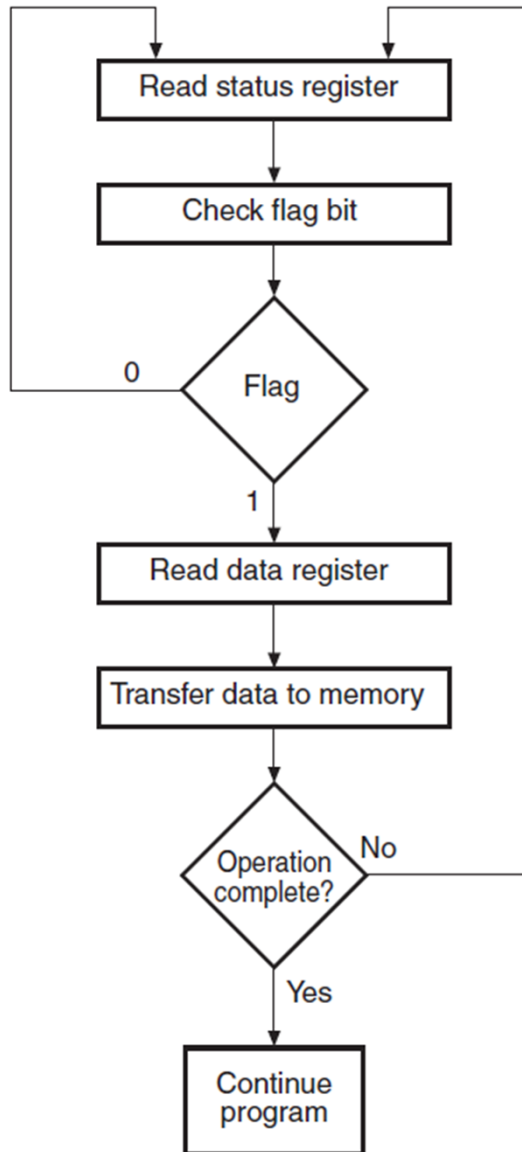 Read status register
Check flag bit
Flag
0
1
Read data register
Transfer data to memory
Operation
complete?
No
Yes
Continue
program